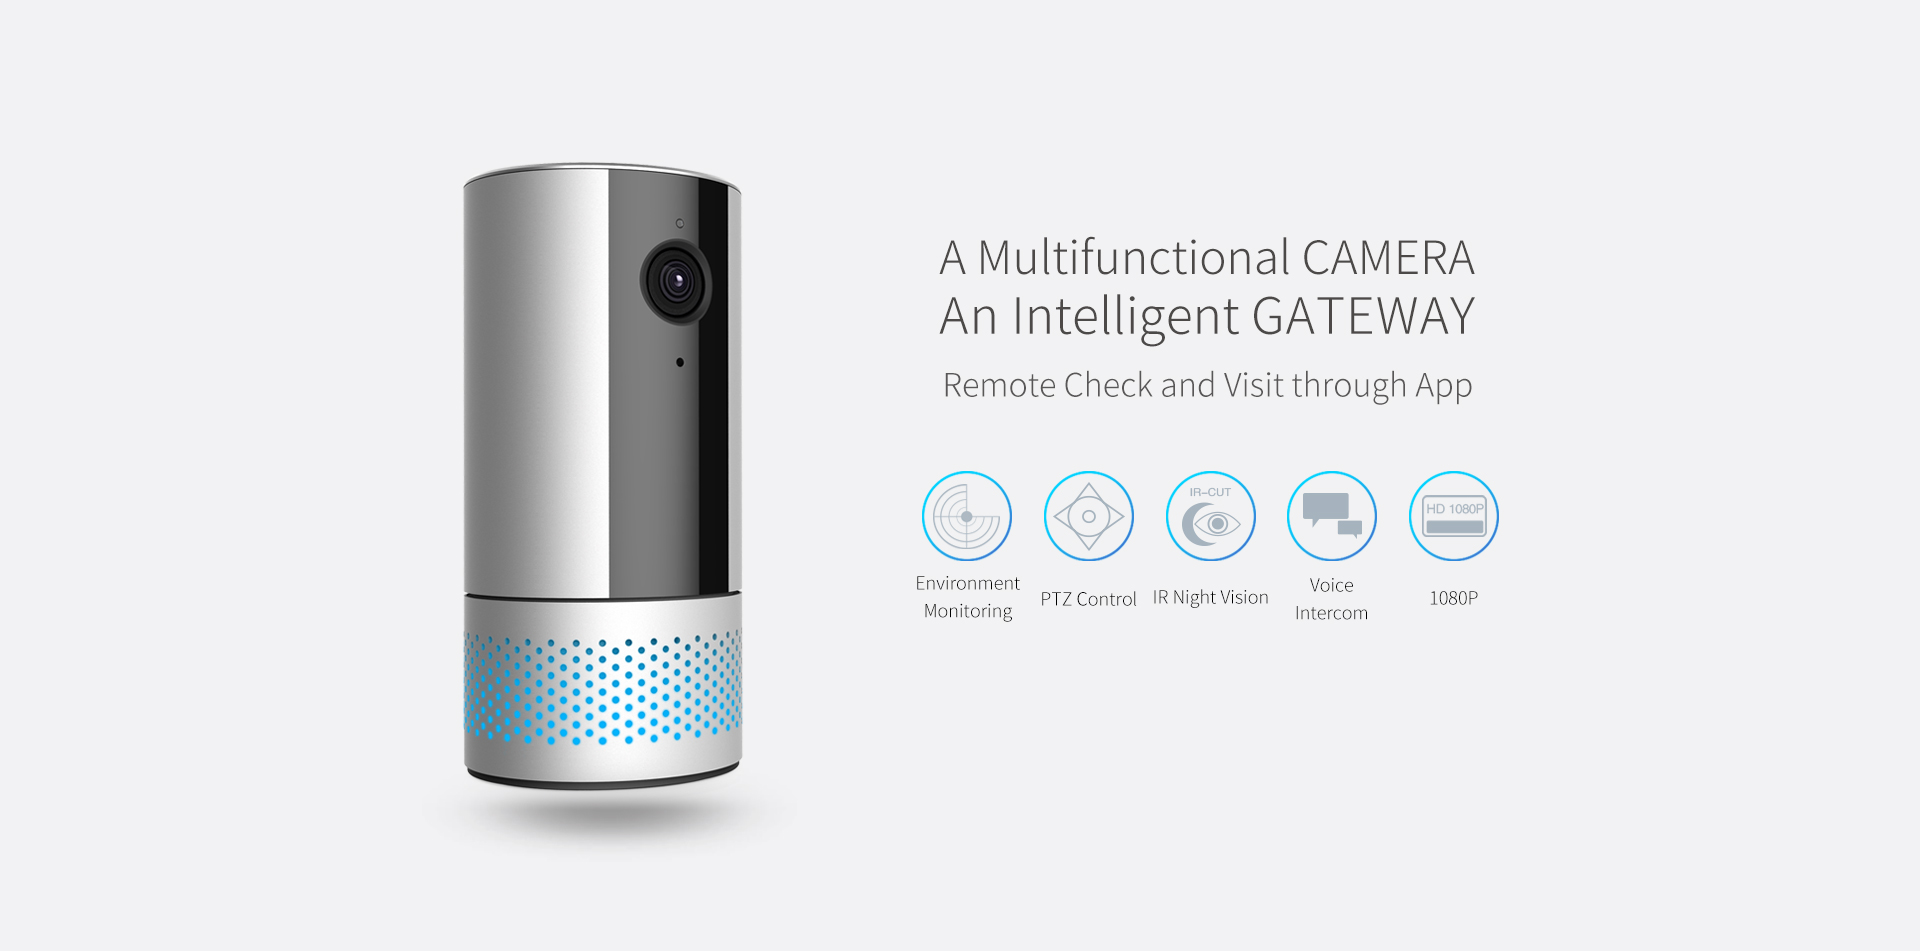 A Multifunctional CAMERA
An Intelligent GATEWAY
Remote Check and Visit through App
IR-CUT
HD 1080P
Environment
Monitoring
PTZ Control
IR Night Vision
Voice
Intercom
1080P